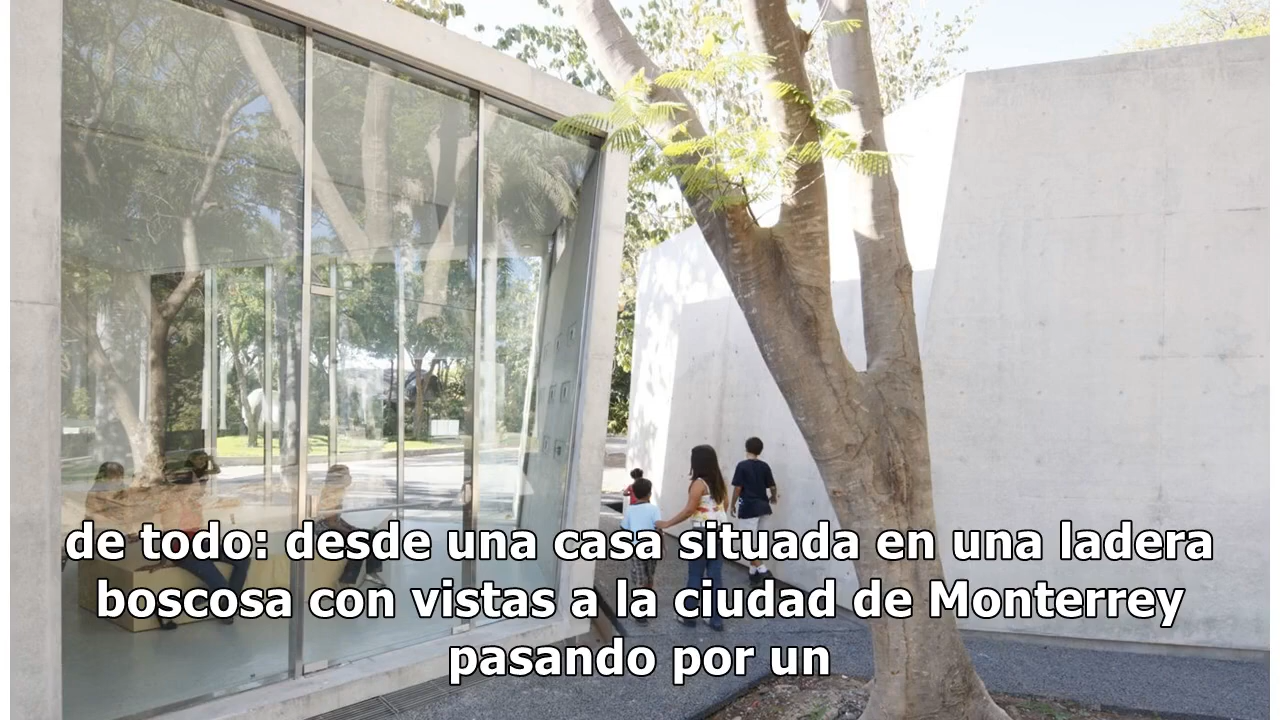 de todo: desde una casa situada en una ladera
boscosa con vistas a la ciudad de Monterrey
pasando por un